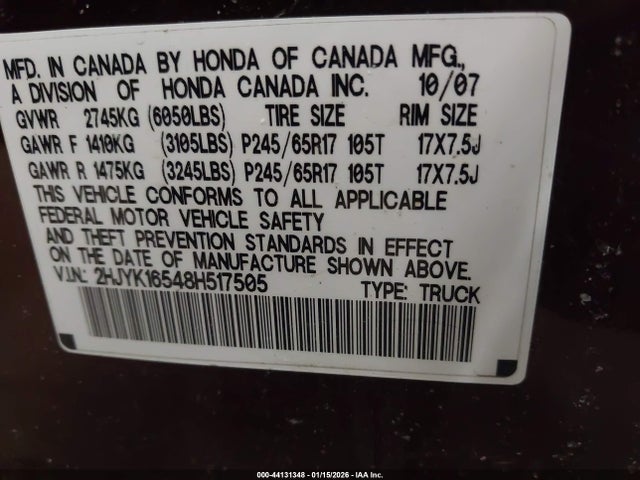 MFD. IN CANADA BY HONDA OF CANADA MFG.,
A DIVISION OF HONDA CANADA INC. 10/07
GVWR 2745KG (6050LBS) TIRE SIZE RIM SIZE
GAWR F 1410KG (3105LBS) P245/65R17 105T 17X7.5J
GAWR R 1475KG (3245LBS) P245/65R17 105T 17X7.5J
THIS VEHICLE CONFORMS TO ALL APPLICABLE
FEDERAL MOTOR VEHICLE SAFETY
AND THEFT PREVENTION STANDARDS IN EFFECT
ON THE DATE OF MANUFACTURE SHOWN ABOVE.
V.I.N: 2HJYK16548H517505 TYPE: TRUCK
000-44131348 - 01/15/2026 - IAA Inc.